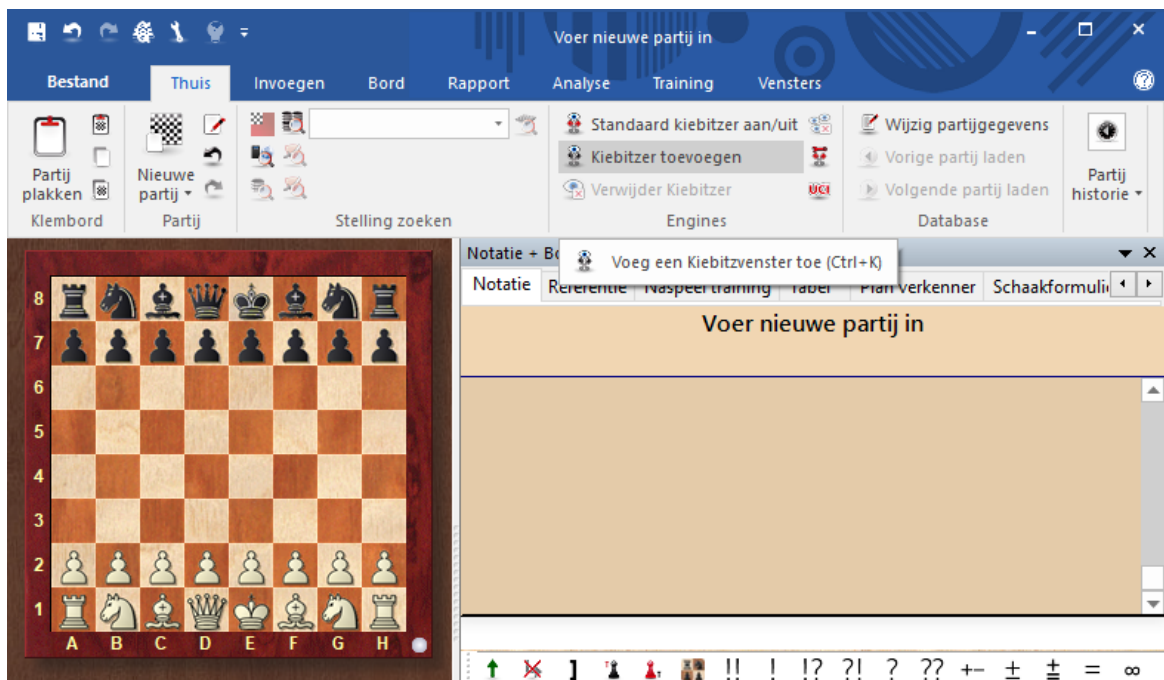 Voer nieuwe partij in
Bestand Thuis Invoegen Bord Rapport Analyse Training Vensters
Partij plakken
Klembord
Nieuwe partij
Partij
Stelling zoeken
Standaard kiebitzer aan/uit
Kiebitzer toevoegen
Verwijder Kiebitzer
UCI
Engines
Wijzig partijgegevens
Vorige partij laden
Volgende partij laden
Database
Partij historie
Notatie +
Voeg een Kiebitzvenster toe (Ctrl+K)
Notatie Referentie Naspeel training Tabel Plan verkenner
Voer nieuwe partij in
8
7
6
5
4
3
2
1
A B C D E F G H
] !! ! !? ?! ? ?? +− ± ⩲ = ∞